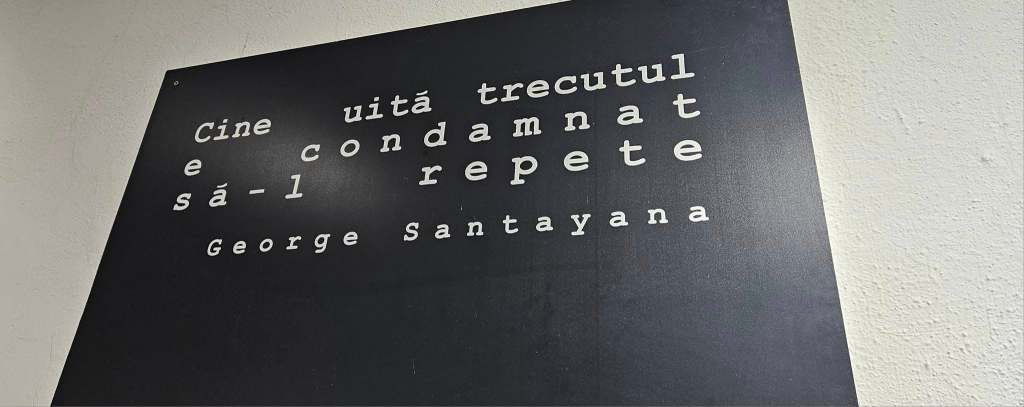 Cine uită trecutul
e condamnat
să-l repete
George Santayana